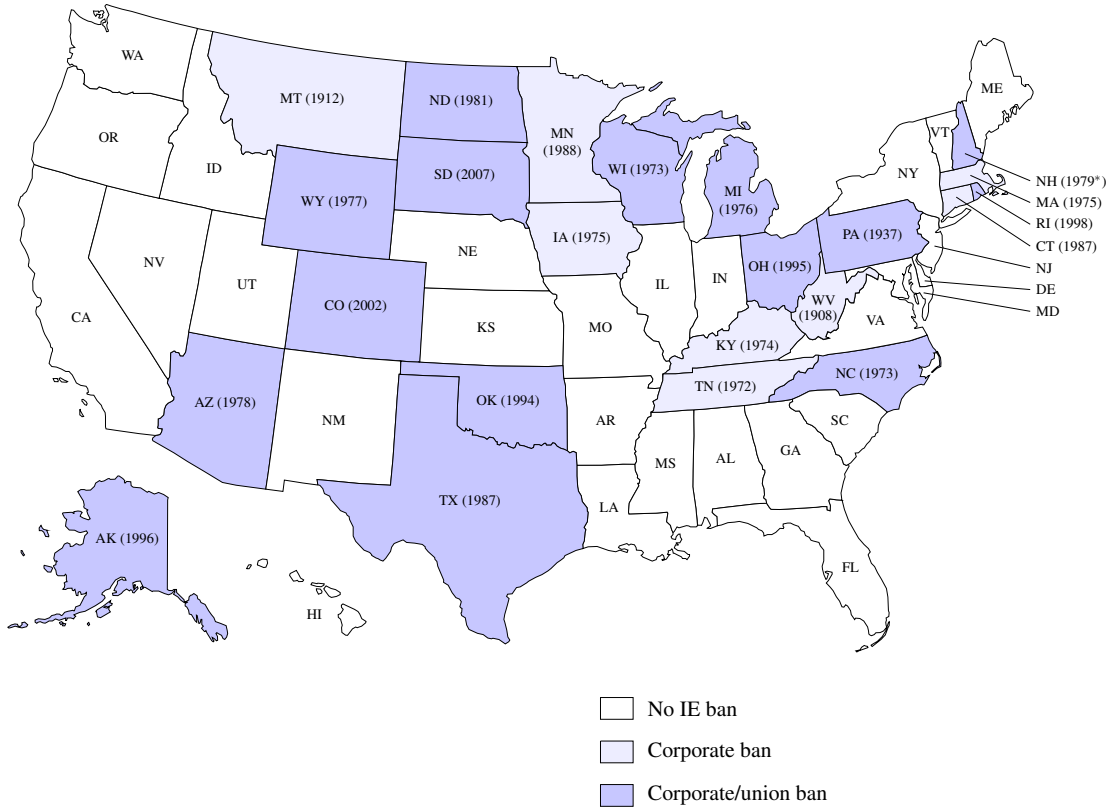 WA
MT (1912)
ND (1981)
MN
(1988)
ME
OR
ID
SD (2007)
WI (1973)
MI
(1976)
VT
NY
NH (1979*)
MA (1975)
RI (1998)
CT (1987)
NJ
DE
MD
WY (1977)
IA (1975)
NE
PA (1937)
NV
UT
CO (2002)
IL
IN
OH (1995)
WV
(1908)
VA
CA
KS
MO
KY (1974)
TN (1972)
NC (1973)
AZ (1978)
NM
OK (1994)
AR
SC
MS
AL
GA
TX (1987)
LA
AK (1996)
FL
HI
No IE ban
Corporate ban
Corporate/union ban